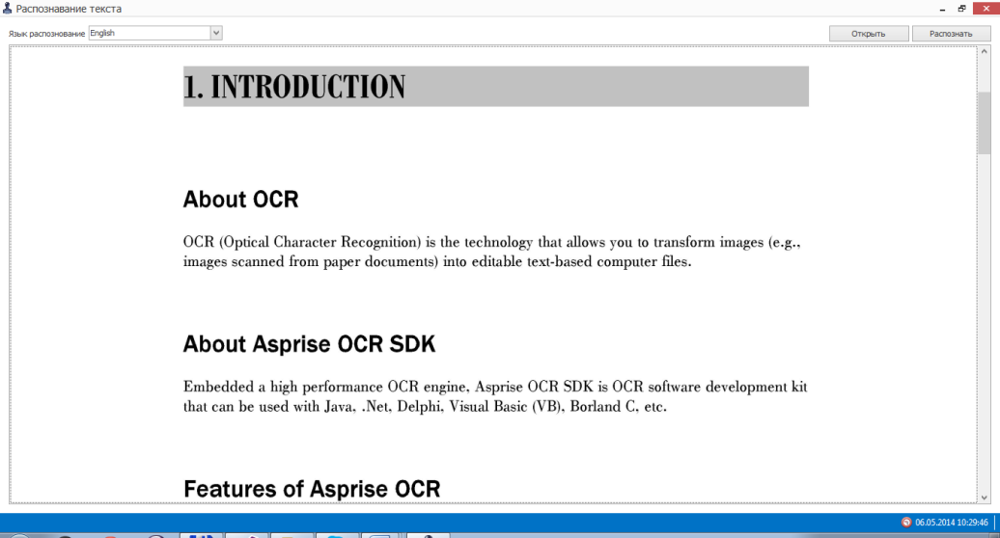 Распознавание текста
Язык распознование English
Открыть Распознать
1. INTRODUCTION
About OCR
OCR (Optical Character Recognition) is the technology that allows you to transform images (e.g.,
images scanned from paper documents) into editable text-based computer files.
About Asprise OCR SDK
Embedded a high performance OCR engine, Asprise OCR SDK is OCR software development kit
that can be used with Java, .Net, Delphi, Visual Basic (VB), Borland C, etc.
Features of Asprise OCR
06.05.2014 10:29:46